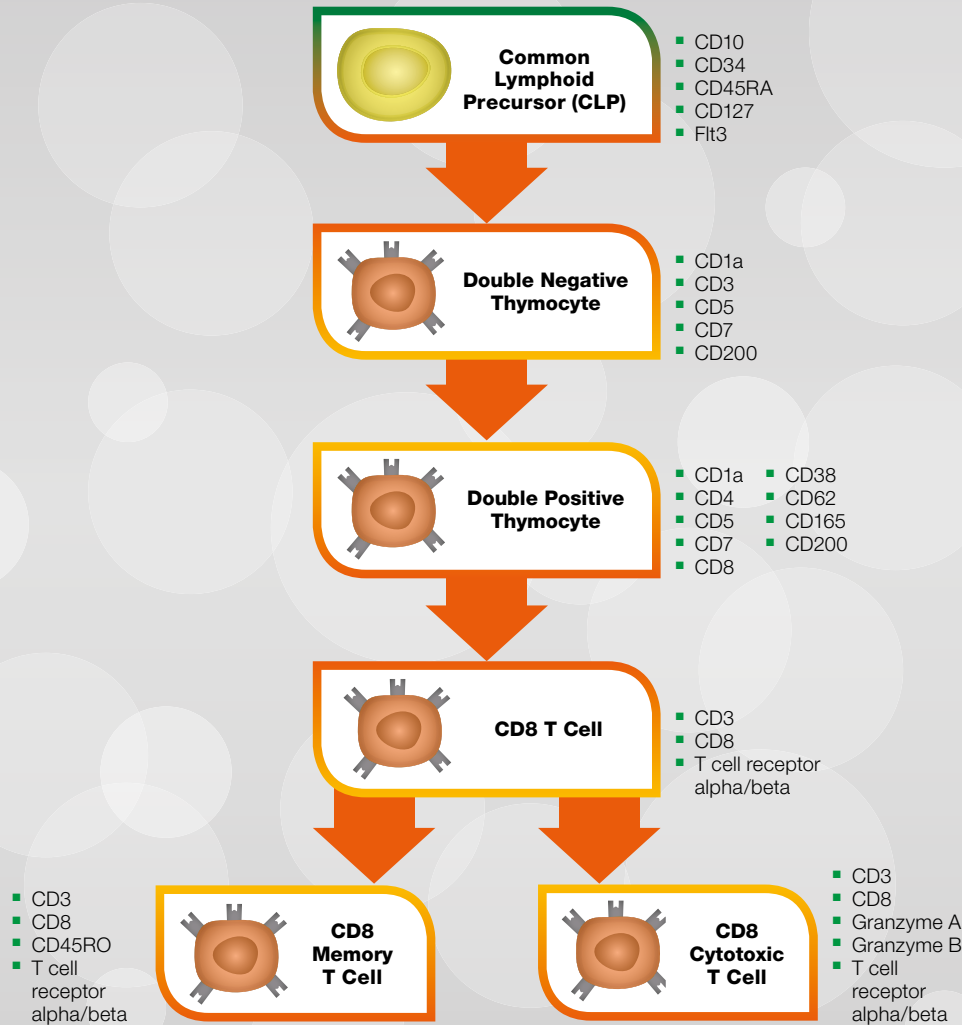 Common
Lymphoid
Precursor (CLP)
CD10
CD34
CD45RA
CD127
Flt3
Double Negative
Thymocyte
CD1a
CD3
CD5
CD7
CD200
Double Positive
Thymocyte
CD1a
CD4
CD5
CD7
CD8
CD38
CD62
CD165
CD200
CD8 T Cell
CD3
CD8
T cell receptor
alpha/beta
CD3
CD8
CD45RO
T cell
receptor
alpha/beta
CD8
Memory
T Cell
CD8
Cytotoxic
T Cell
CD3
CD8
Granzyme A
Granzyme B
T cell
receptor
alpha/beta